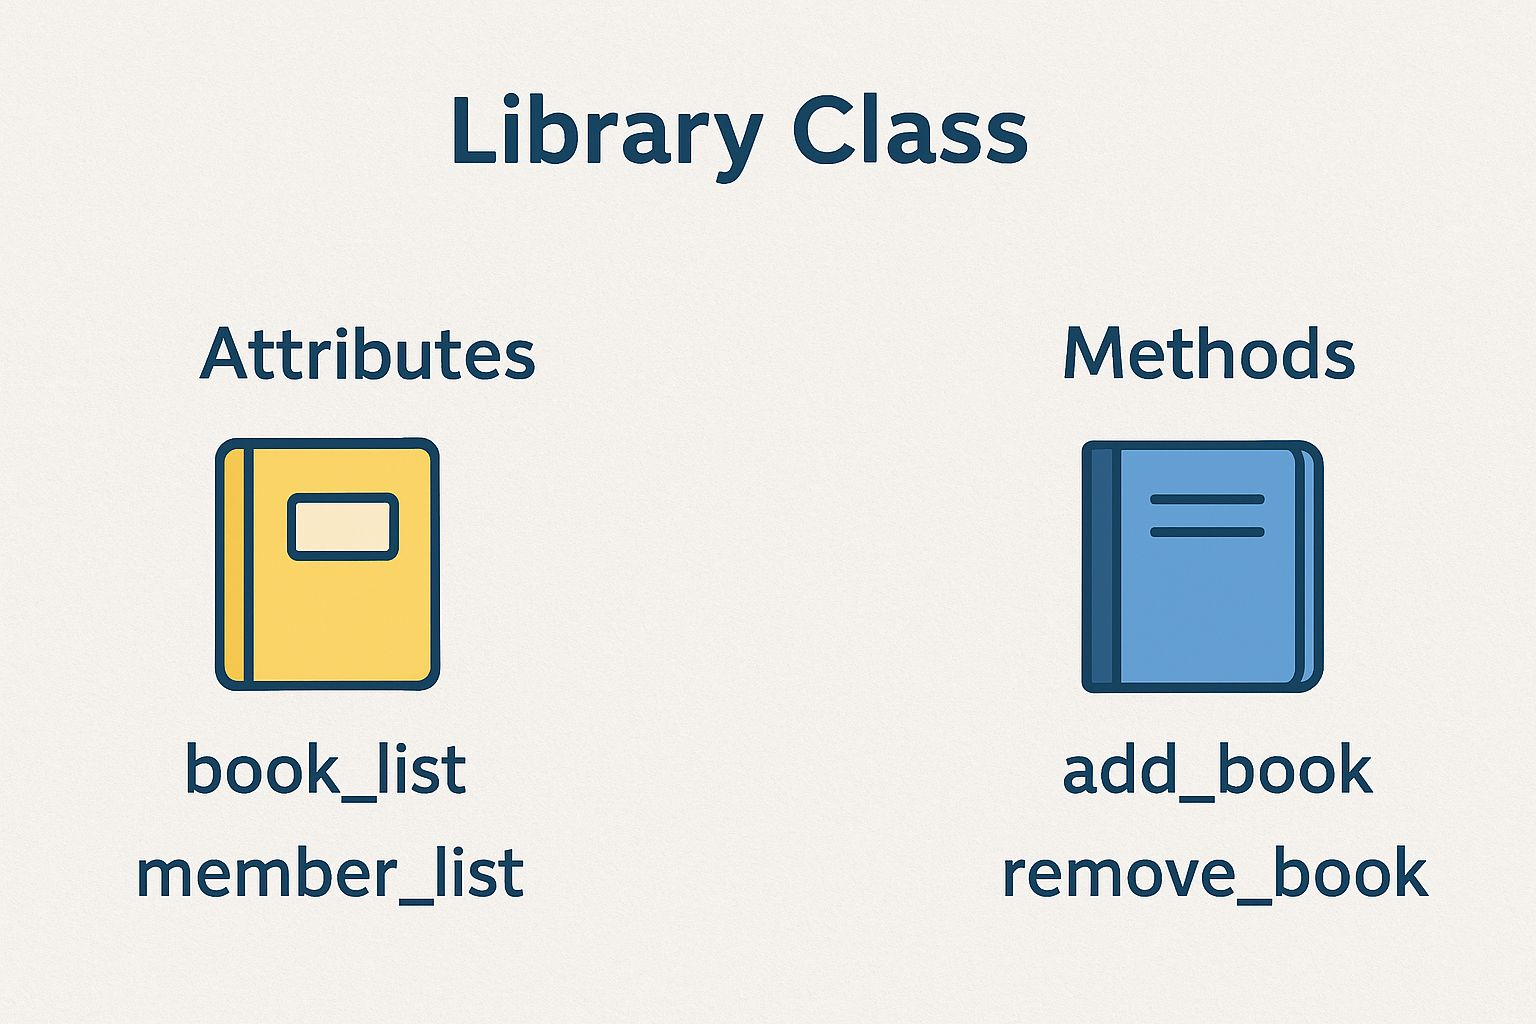 Library Class
Attributes
book_list
member_list
Methods
add_book
remove_book